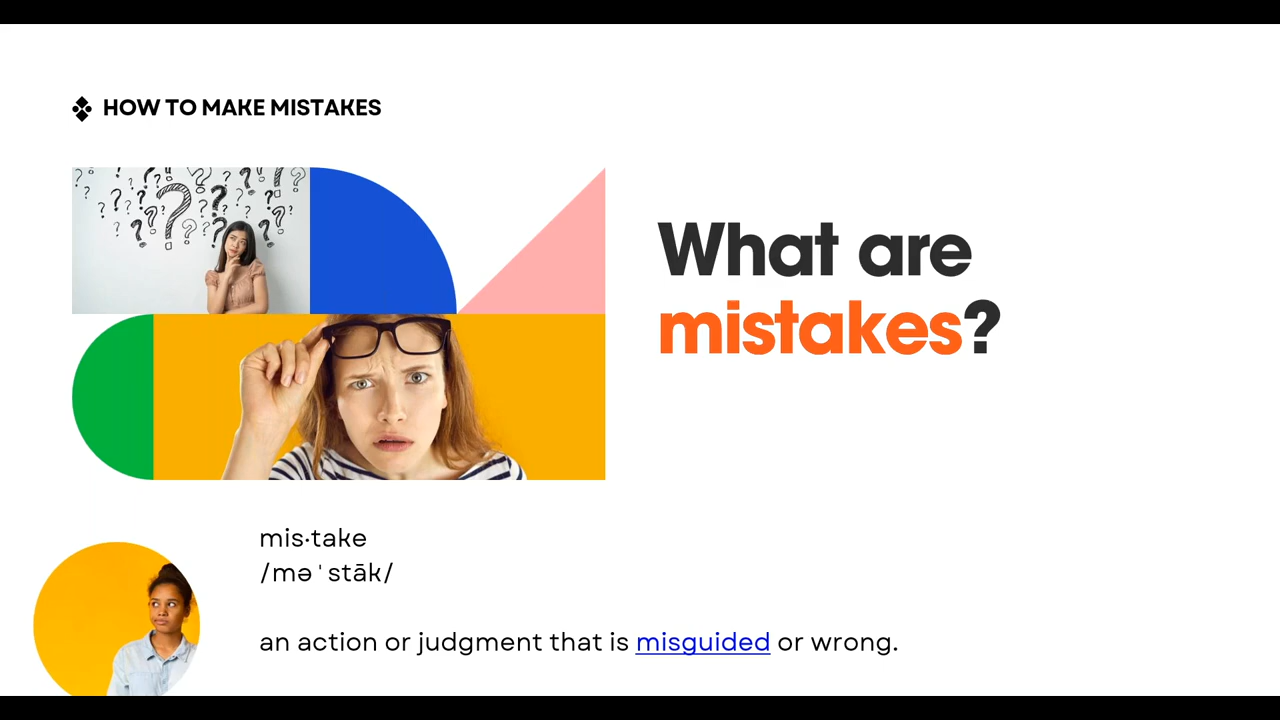 HOW TO MAKE MISTAKES
What are
mistakes?
mis·take
/məˈstāk/
an action or judgment that is misguided or wrong.